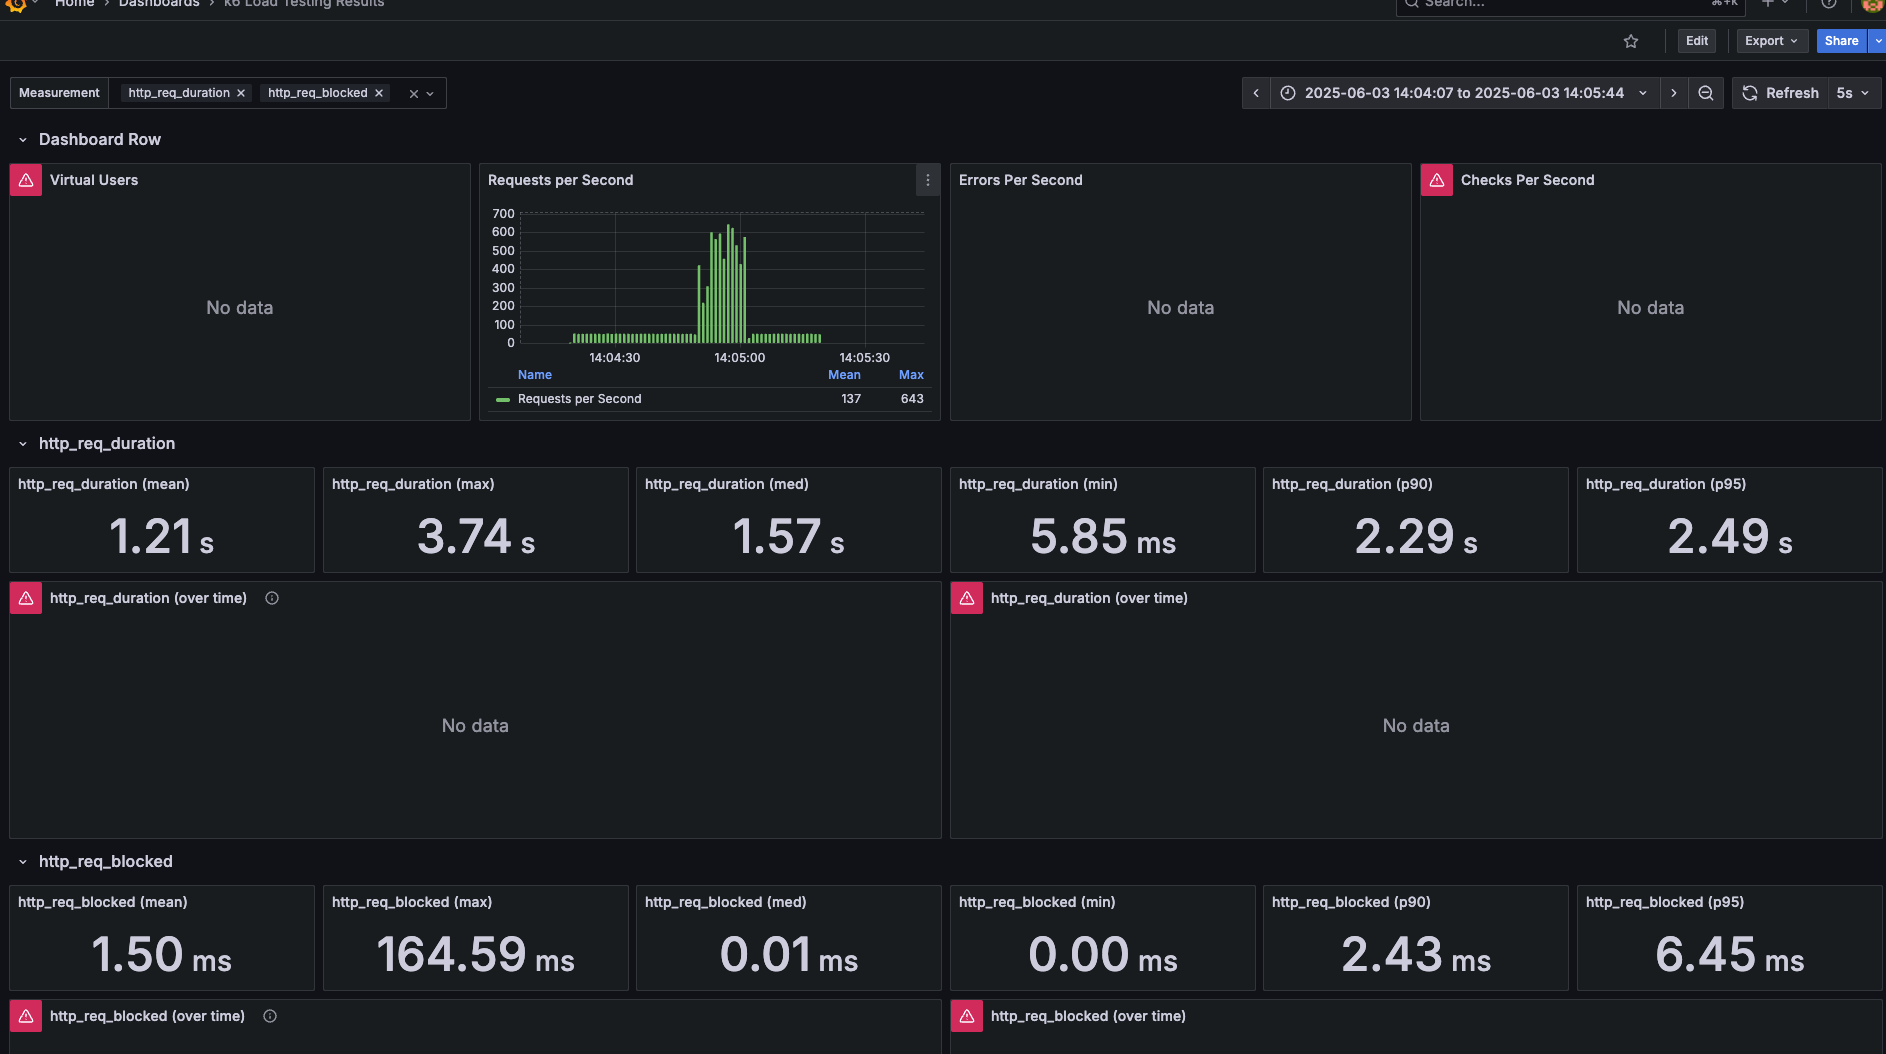 Home › Dashboards › k6 Load Testing Results
Search... ⌘+K
Edit Export Share
Measurement http_req_duration × http_req_blocked ×
2025-06-03 14:04:07 to 2025-06-03 14:05:44
Refresh 5s
Dashboard Row
Virtual Users
No data
Requests per Second
700
600
500
400
300
200
100
0
14:04:30 14:05:00 14:05:30
Name Mean Max
Requests per Second 137 643
Errors Per Second
No data
Checks Per Second
No data
http_req_duration
http_req_duration (mean)
1.21 s
http_req_duration (max)
3.74 s
http_req_duration (med)
1.57 s
http_req_duration (min)
5.85 ms
http_req_duration (p90)
2.29 s
http_req_duration (p95)
2.49 s
http_req_duration (over time)
No data
http_req_duration (over time)
No data
http_req_blocked
http_req_blocked (mean)
1.50 ms
http_req_blocked (max)
164.59 ms
http_req_blocked (med)
0.01 ms
http_req_blocked (min)
0.00 ms
http_req_blocked (p90)
2.43 ms
http_req_blocked (p95)
6.45 ms
http_req_blocked (over time)
http_req_blocked (over time)